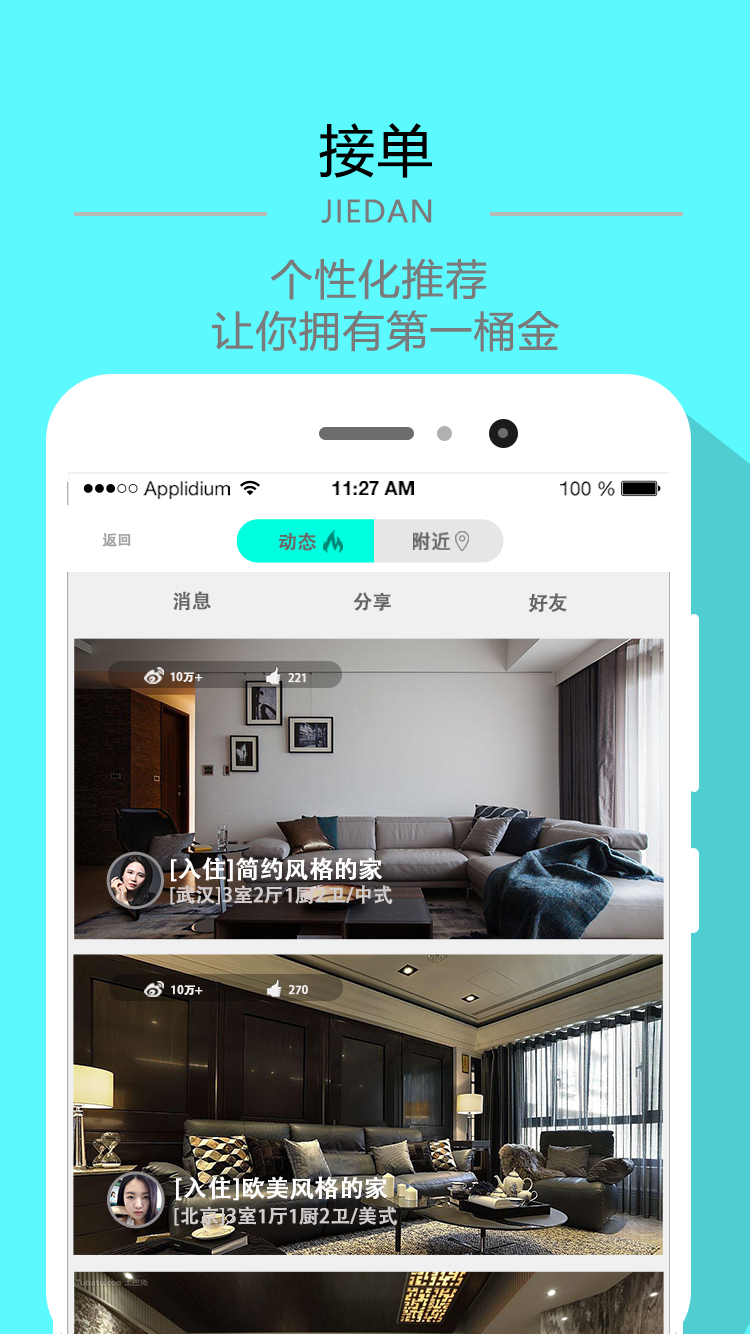 接单
JIEDAN
个性化推荐
让你拥有第一桶金
Applidium 11:27 AM 100 %
返回 动态 附近
消息 分享 好友
10万+ 221
[入住]简约风格的家
[武汉]3室2厅1厨2卫/中式
10万+ 270
[入住]欧美风格的家
[北京]3室1厅1厨2卫/美式